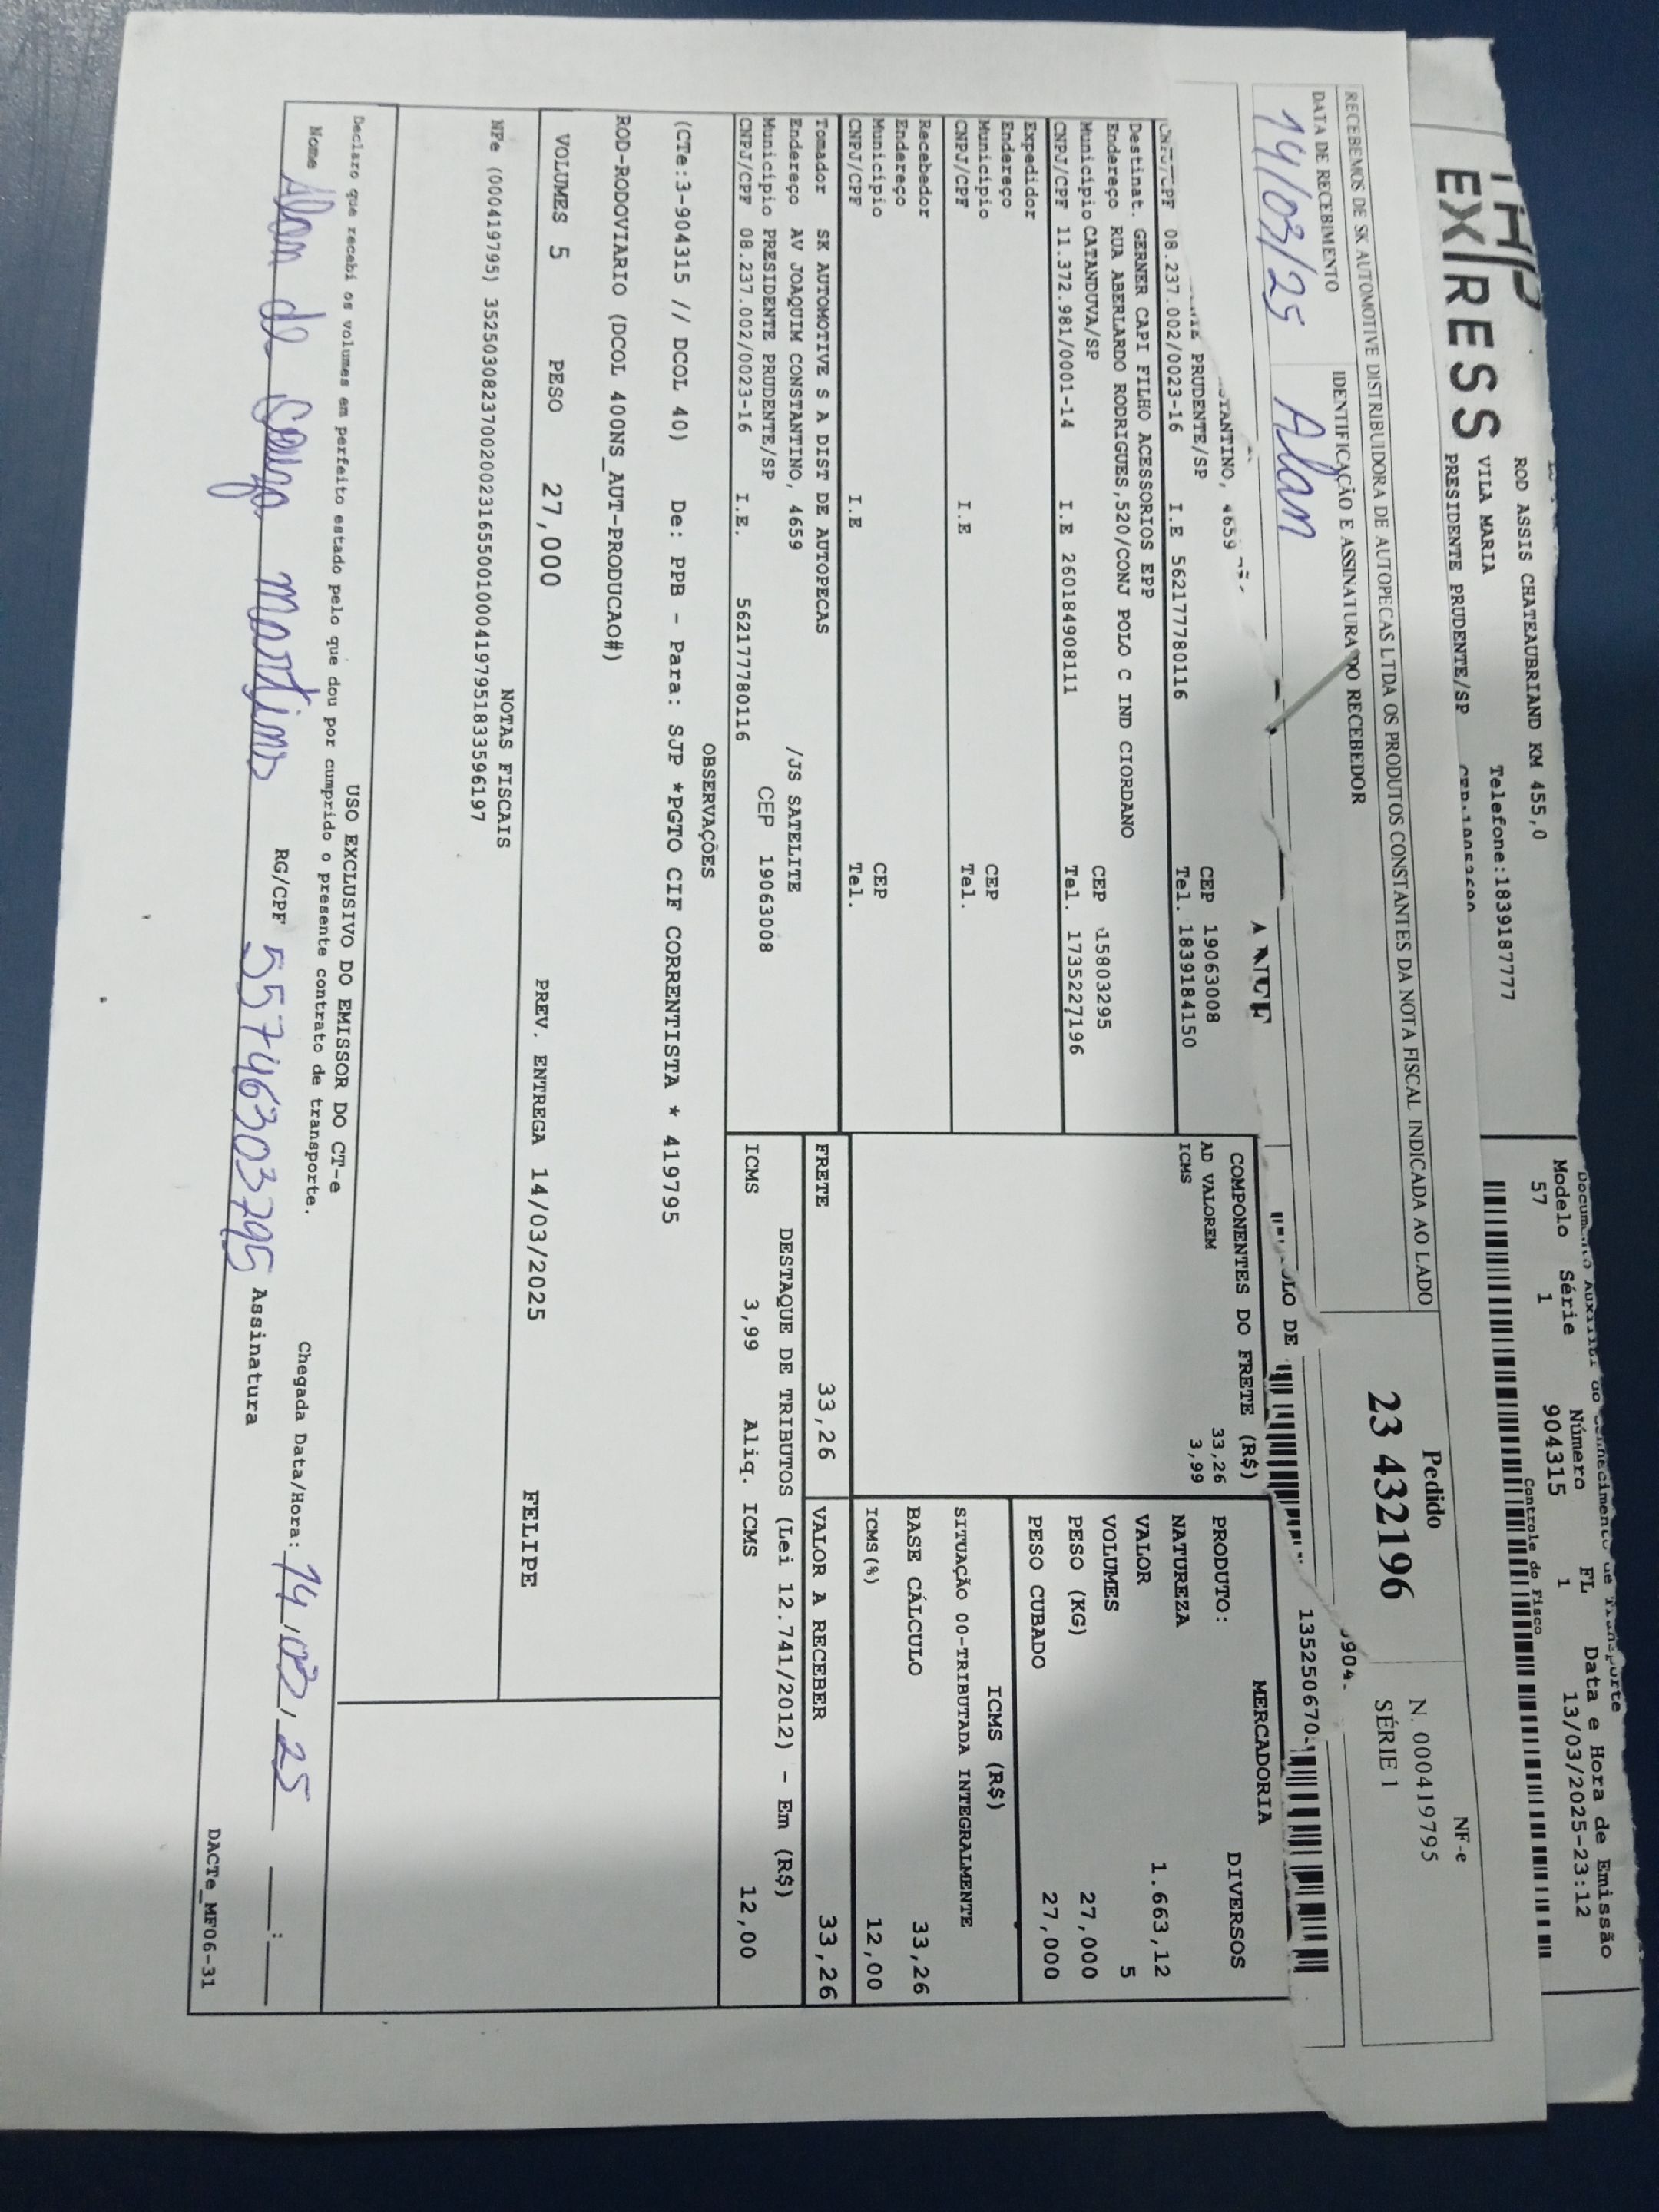 EXPRESS
ROD ASSIS CHATEAUBRIAND KM 455,0
VILA MARIA Telefone:1839187777
PRESIDENTE PRUDENTE/SP
Modelo Série Número FL Data e Hora de Emissão
57 1 904315 1 13/03/2025-23:12
Controle do Fisco
RECEBEMOS DE SK AUTOMOTIVE DISTRIBUIDORA DE AUTOPECAS LTDA OS PRODUTOS CONSTANTES DA NOTA FISCAL INDICADA AO LADO
DATA DE RECEBIMENTO IDENTIFICAÇÃO E ASSINATURA DO RECEBEDOR
14/03/25 Alan
Pedido
23 432196
NF-e
N. 000419795
SÉRIE 1
PRUDENTE/SP CEP 19063008
CNPJ/CPF 08.237.002/0023-16 I.E 562177780116 Tel. 1839184150
Destinat. GERNER CAPI FILHO ACESSORIOS EPP
Endereço RUA ABERLARDO RODRIGUES,520/CONJ POLO C IND CIORDANO
Município CATANDUVA/SP CEP 15803295
CNPJ/CPF 11.372.981/0001-14 I.E 260184908111 Tel. 1735227196
Expedidor
Endereço
Município CEP
CNPJ/CPF I.E Tel.
Recebedor
Endereço
Município CEP
CNPJ/CPF I.E Tel.
Tomador SK AUTOMOTIVE S A DIST DE AUTOPECAS
Endereço AV JOAQUIM CONSTANTINO, 4659 /JS SATELITE
Município PRESIDENTE PRUDENTE/SP CEP 19063008
CNPJ/CPF 08.237.002/0023-16 I.E. 562177780116
COMPONENTES DO FRETE (R$)
AD VALOREM 33,26
ICMS 3,99
MERCADORIA
PRODUTO: DIVERSOS
NATUREZA
VALOR 1.663,12
VOLUMES 5
PESO (KG) 27,000
PESO CUBADO 27,000
ICMS (R$)
SITUAÇÃO 00-TRIBUTADA INTEGRALMENTE
BASE CÁLCULO 33,26
ICMS(%) 12,00
FRETE 33,26 VALOR A RECEBER 33,26
DESTAQUE DE TRIBUTOS (Lei 12.741/2012) - Em (R$)
ICMS 3,99 Aliq. ICMS 12,00
OBSERVAÇÕES
(CTe:3-904315 // DCOL 40) De: PPB - Para: SJP *PGTO CIF CORRENTISTA * 419795
ROD-RODOVIARIO (DCOL 400NS_AUT-PRODUCAO#)
VOLUMES 5 PESO 27,000 PREV. ENTREGA 14/03/2025 FELIPE
NOTAS FISCAIS
NFe (000419795) 35250308237002002316550010004197951833596197
USO EXCLUSIVO DO EMISSOR DO CT-e
Declaro que recebi os volumes em perfeito estado pelo que dou por cumprido o presente contrato de transporte.
Nome Alan de Souza Martins RG/CPF 55746303795 Assinatura
Chegada Data/Hora: 14/03/25 __:__
DACTe_MF06-31